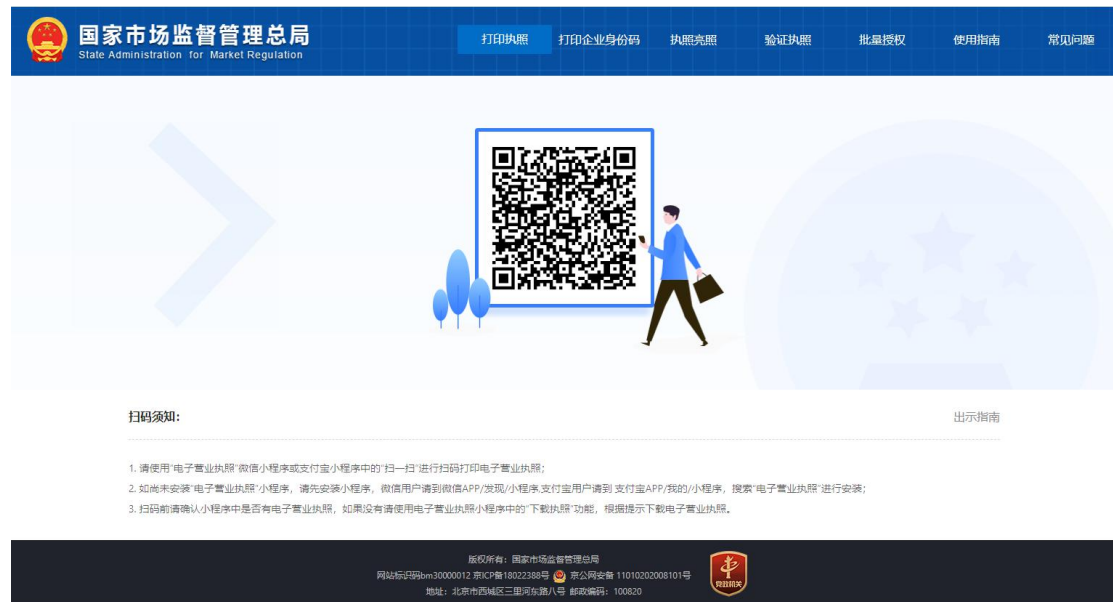 国家市场监督管理总局
State Administration for Market Regulation
打印执照 打印企业身份码 执照亮照 验证执照 批量授权 使用指南 常见问题
扫码须知： 出示指南
1. 请使用“电子营业执照”微信小程序或支付宝小程序中的“扫一扫”进行扫码打印电子营业执照；
2. 如尚未安装“电子营业执照”小程序，请先安装小程序，微信用户请到微信APP/发现/小程序,支付宝用户请到 支付宝APP/我的/小程序，搜索“电子营业执照”进行安装；
3. 扫码前请确认小程序中是否有电子营业执照，如果没有请使用电子营业执照小程序中的“下载执照”功能，根据提示下载电子营业执照。
版权所有：国家市场监督管理总局
网站标识码bm30000012 京ICP备18022388号 京公网安备 11010202008101号
地址：北京市西城区三里河东路八号 邮政编码：100820
党政机关